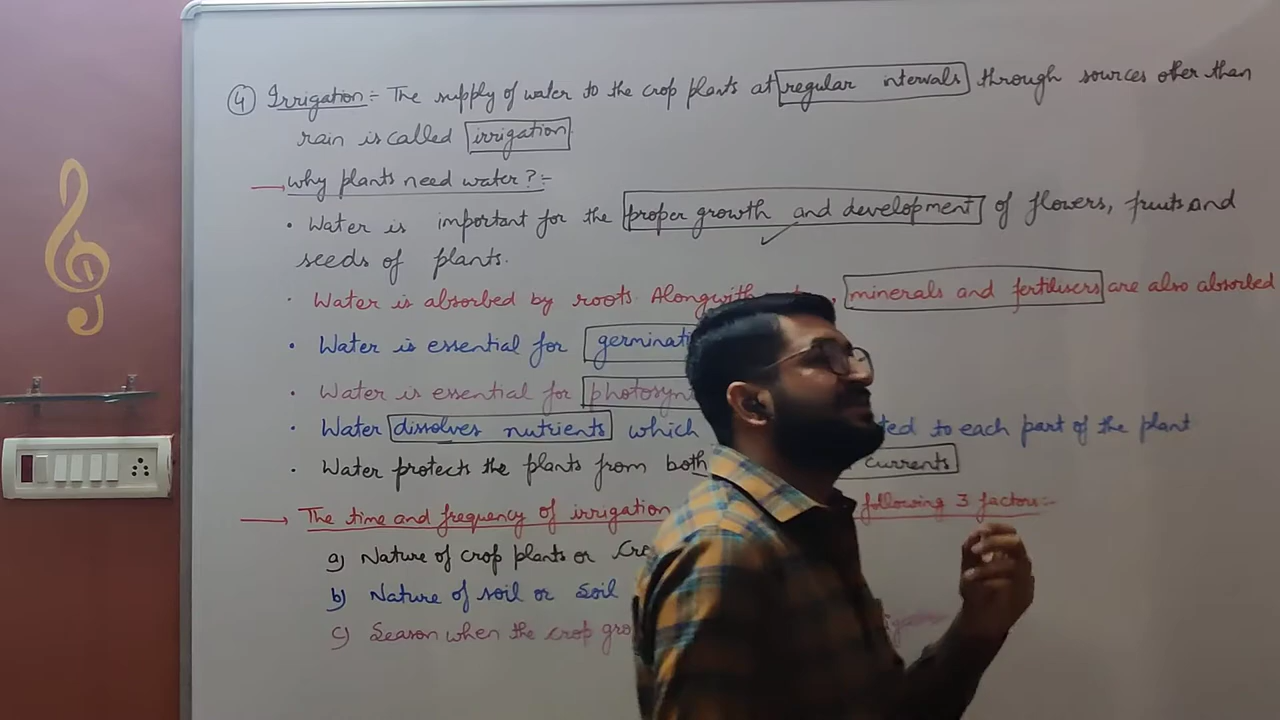 ④ Irrigation :- The supply of water to the crop plants at regular intervals through sources other than
rain is called irrigation.
why plants need water? :-
• Water is important for the proper growth and development of flowers, fruits and
seeds of plants.
• Water is absorbed by roots. Alongwith minerals and fertilisers are also absorbed
• Water is essential for germinati
• Water is essential for photosynt
• Water dissolves nutrients which ted to each part of the plant
• Water protects the plants from both currents
The time and frequency of irrigation following 3 factors:-
a) Nature of crop plants or Cro
b) Nature of soil or Soil
c) Season when the crop gro